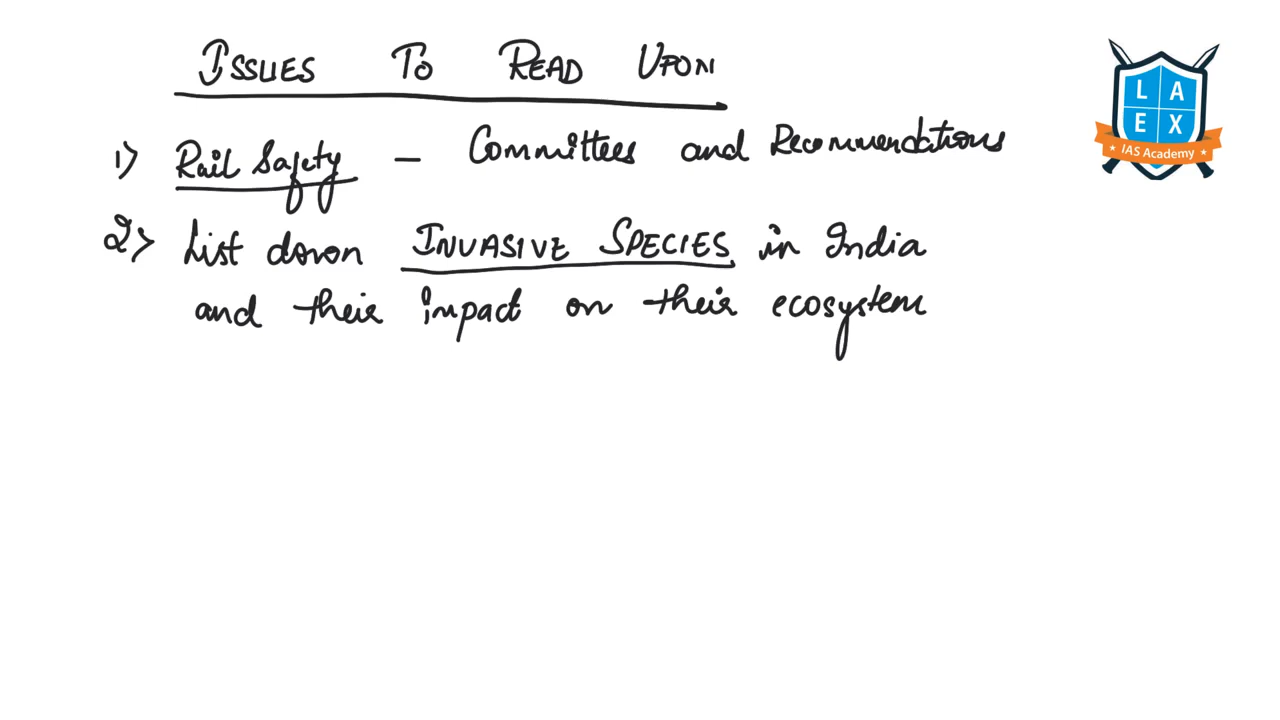 ISSUES TO READ UPON
1) Rail Safety - Committees and Recommendations
2) List down INVASIVE SPECIES in India
and their impact on their ecosystem
L A
E X
IAS Academy